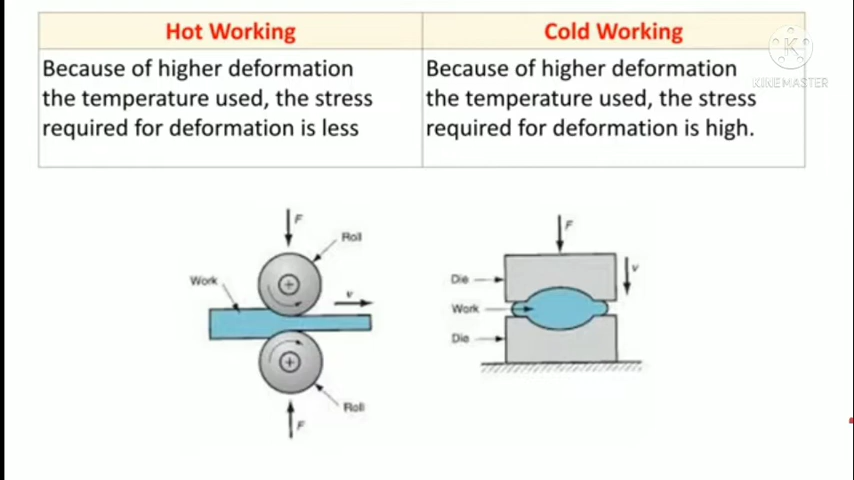 Hot Working
Cold Working
Because of higher deformation
the temperature used, the stress
required for deformation is less
Because of higher deformation
the temperature used, the stress
required for deformation is high.
K
KINEMASTER
F
Roll
Work
v
Roll
F
F
v
Die
Work
Die